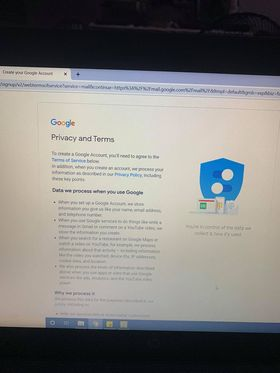 Create your Google Account
Google
Privacy and Terms
To create a Google Account, you'll need to agree to the
Terms of Service below.
In addition, when you create an account, we process your
information as described in our Privacy Policy, including
these key points:
Data we process when you use Google
• When you set up a Google Account, we store
information you give us like your name, email address,
and telephone number.
• When you use Google services to do things like write a
message in Gmail or comment on a YouTube video, we
store the information you create.
• When you search for a restaurant on Google Maps or
watch a video on YouTube, for example, we process
information about that activity – including information
like the video you watched, device IDs, IP addresses,
cookie data, and location.
• We also process the kinds of information described
above when you use apps or sites that use Google
services like ads, Analytics, and the YouTube video
player.
Why we process it
You're in control of the data we
collect & how it's used